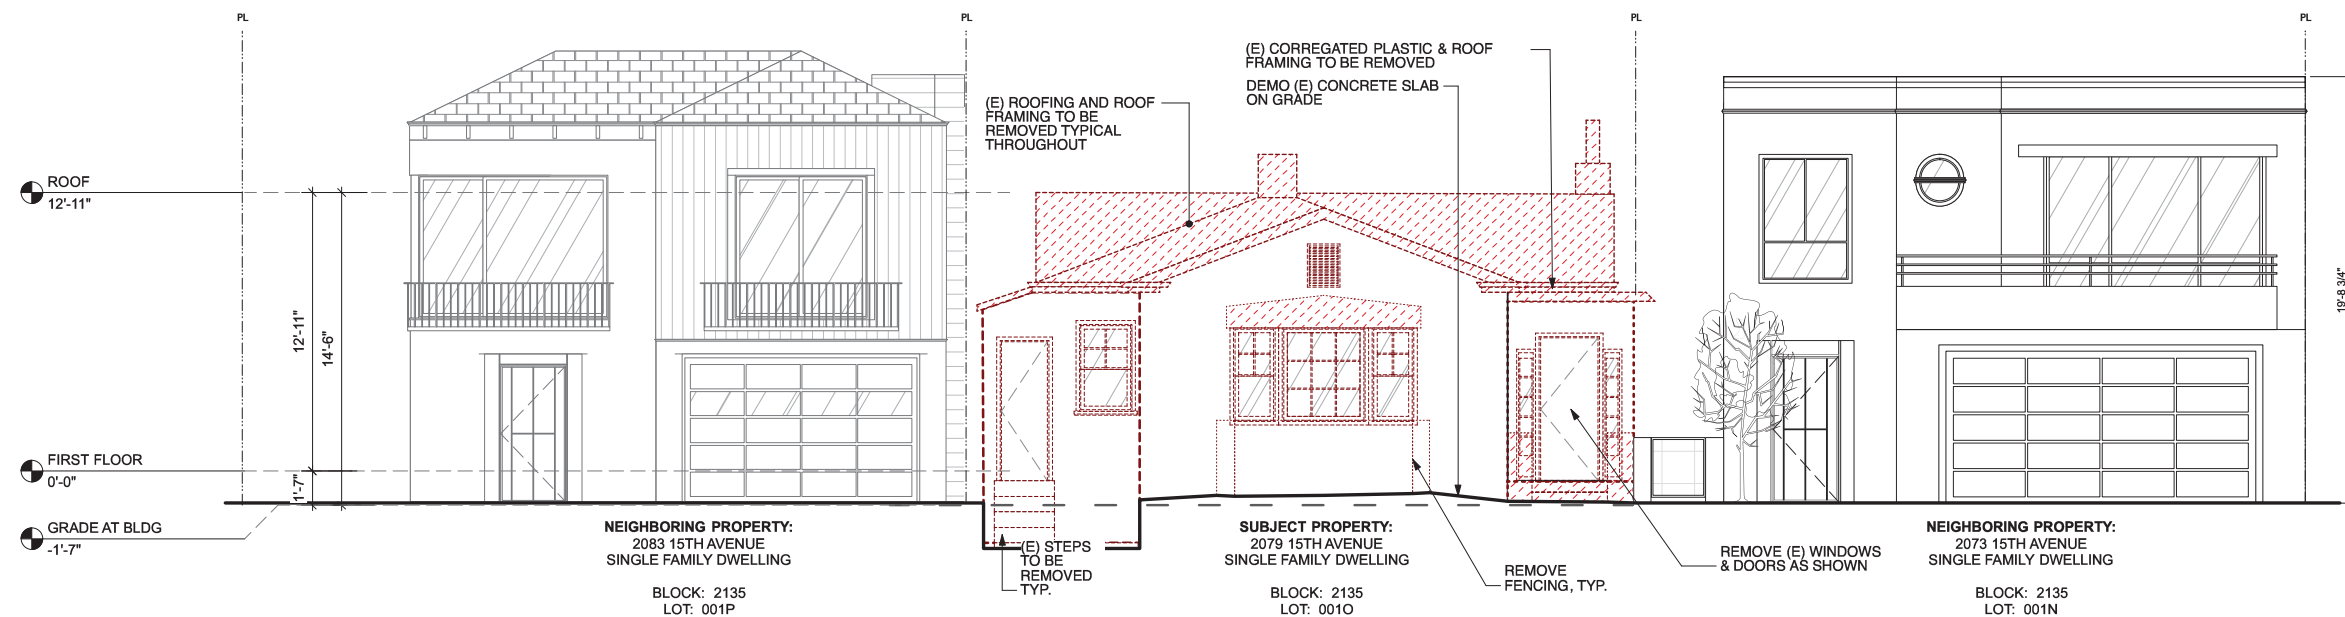 PL
PL
PL
PL
(E) CORREGATED PLASTIC & ROOF
FRAMING TO BE REMOVED
DEMO (E) CONCRETE SLAB
ON GRADE
(E) ROOFING AND ROOF
FRAMING TO BE
REMOVED TYPICAL
THROUGHOUT
ROOF
12'-11"
12'-11"
14'-6"
19'-8 3/4"
FIRST FLOOR
0'-0"
1'-7"
GRADE AT BLDG
-1'-7"
NEIGHBORING PROPERTY:
2083 15TH AVENUE
SINGLE FAMILY DWELLING
BLOCK: 2135
LOT: 001P
(E) STEPS
TO BE
REMOVED
TYP.
SUBJECT PROPERTY:
2079 15TH AVENUE
SINGLE FAMILY DWELLING
BLOCK: 2135
LOT: 001O
REMOVE
FENCING, TYP.
REMOVE (E) WINDOWS
& DOORS AS SHOWN
NEIGHBORING PROPERTY:
2073 15TH AVENUE
SINGLE FAMILY DWELLING
BLOCK: 2135
LOT: 001N